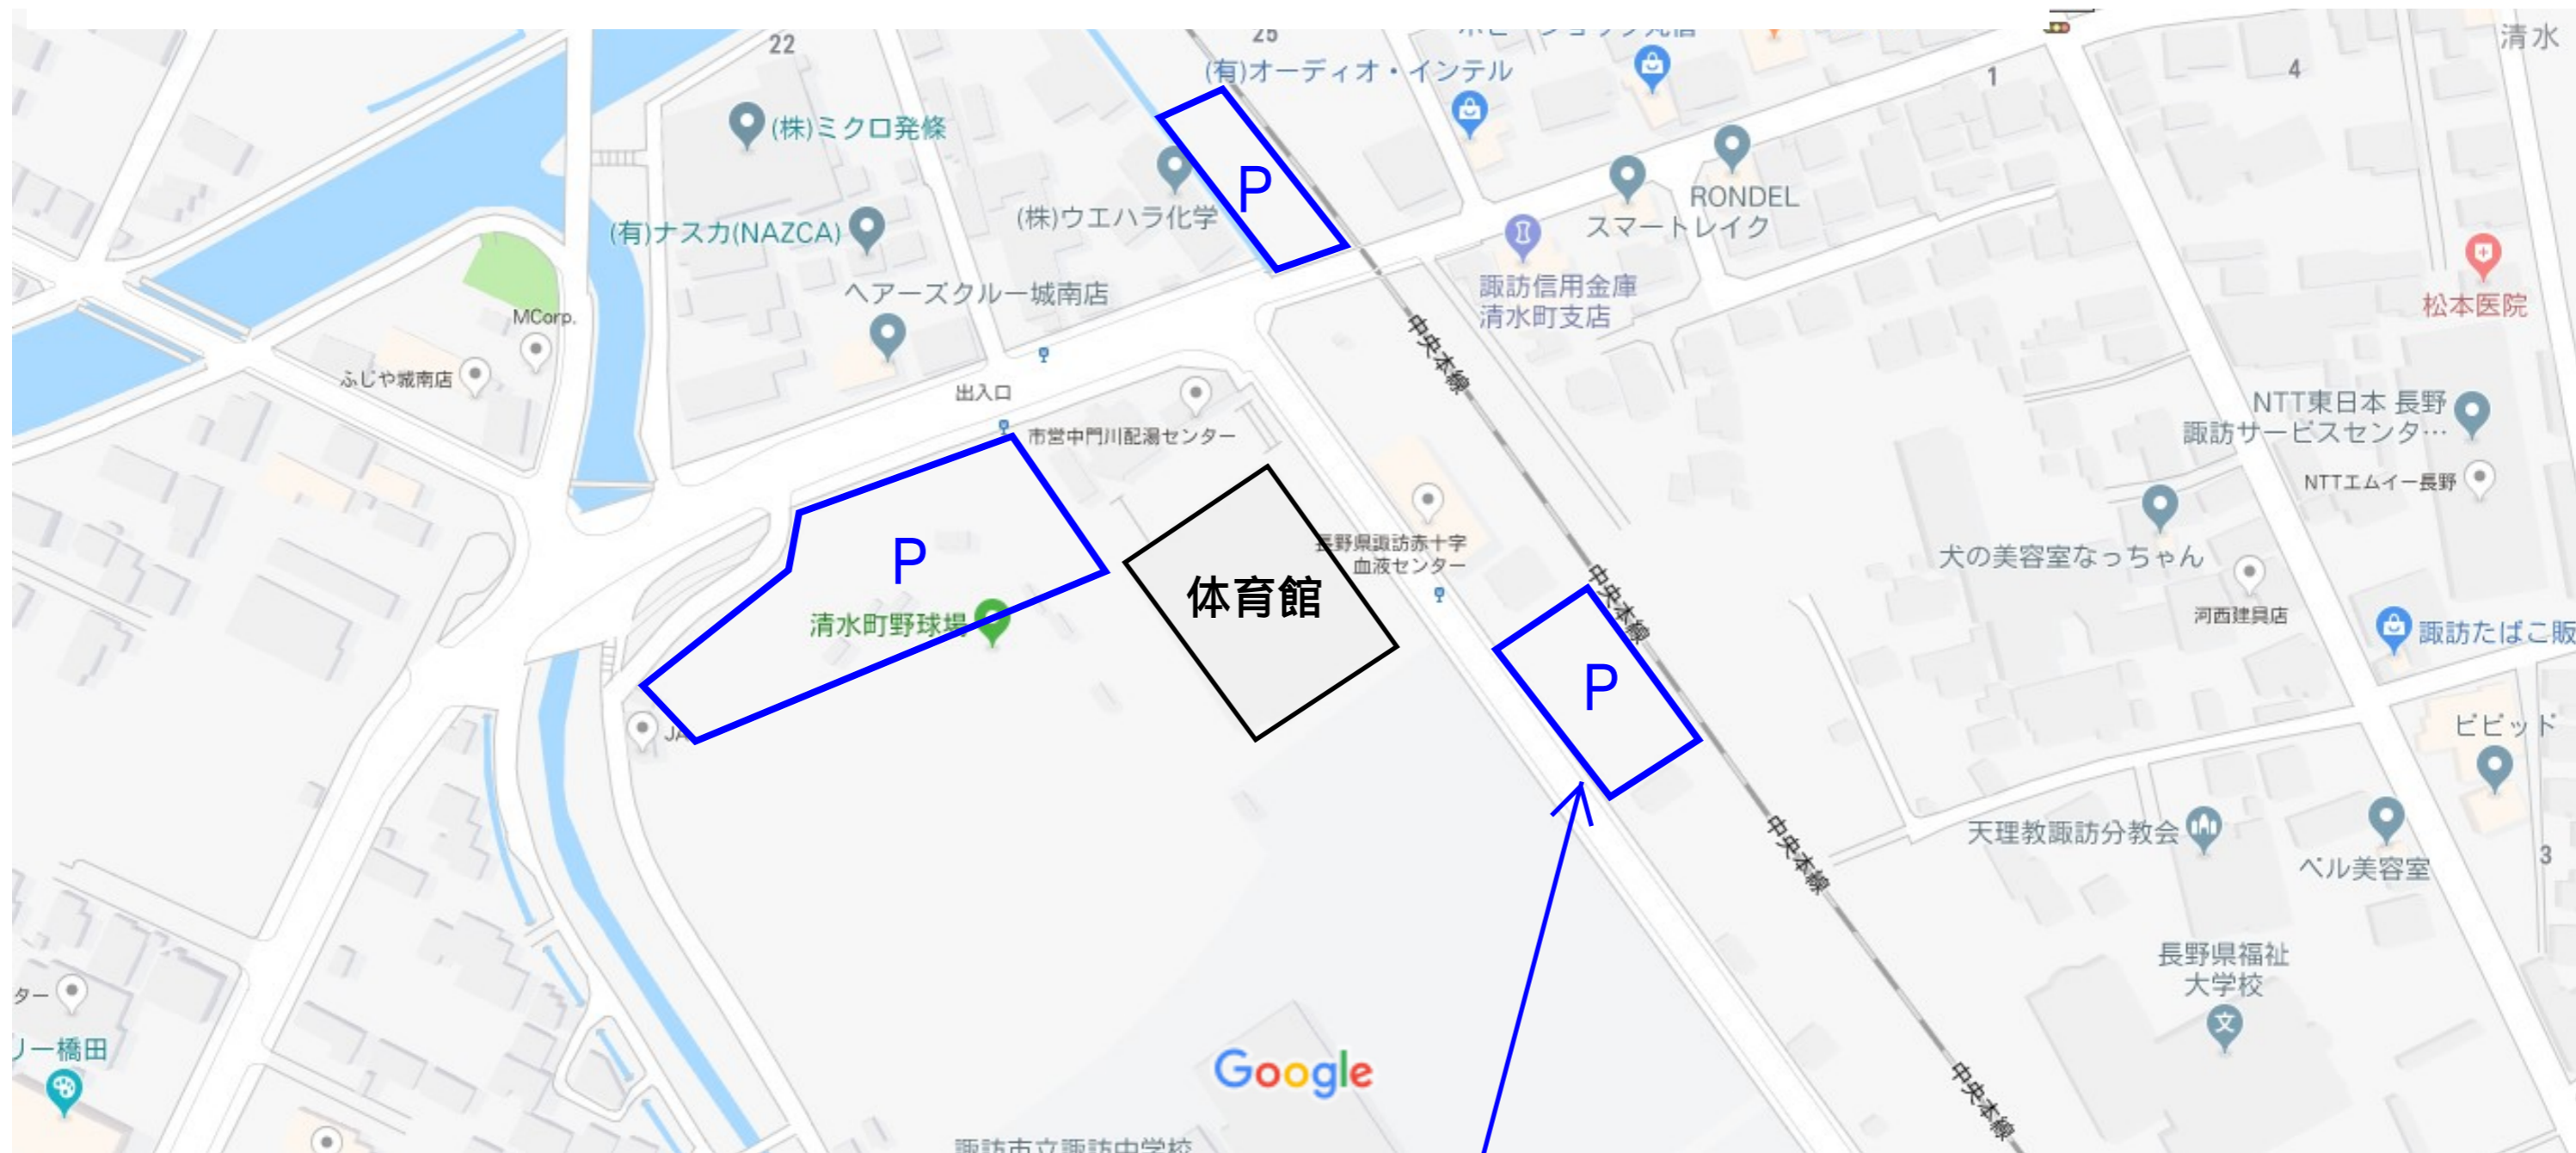 22
25
清水
(有)オーディオ・インテル
1
4
(株)ミクロ発條
P
RONDEL
スマートレイク
(株)ウエハラ化学
(有)ナスカ(NAZCA)
諏訪信用金庫
清水町支店
松本医院
ヘアーズクルー城南店
MCorp.
中央本線
ふじや城南店
出入口
市営中門川配湯センター
NTT東日本 長野
諏訪サービスセンタ…
NTTエムイー長野
長野県諏訪赤十字
血液センター
犬の美容室なっちゃん
P
体育館
中央本線
河西建具店
清水町野球場
諏訪たばこ販
P
ビビッド
中央本線
天理教諏訪分教会
ベル美容室
3
長野県福祉
大学校
文
ター
リー橋田
Google
中央本線
諏訪市立諏訪中学校